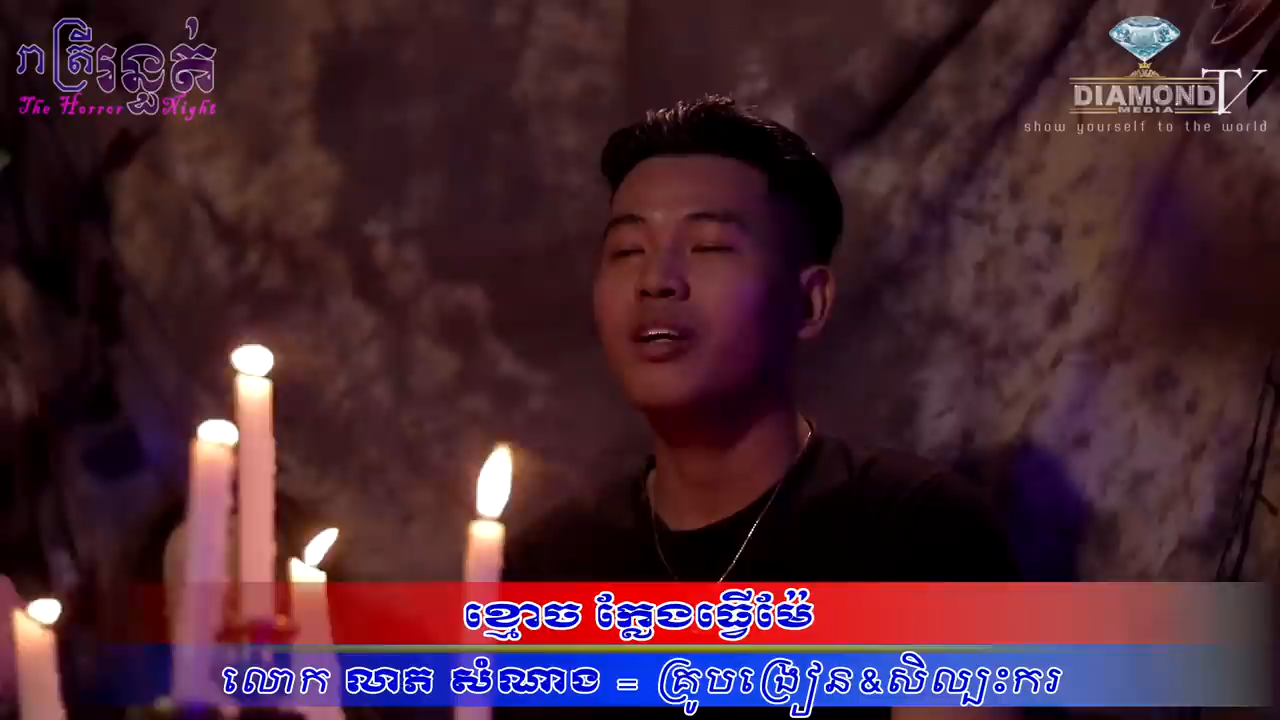 រាត្រីរន្ធត់
The Horror Night
DIAMOND TV
MEDIA
show yourself to the world
ខ្មោច ក្លែងធ្វើម៉ែ
លោក លាត សំណាង = គ្រូបង្រៀន&សិល្បះករ